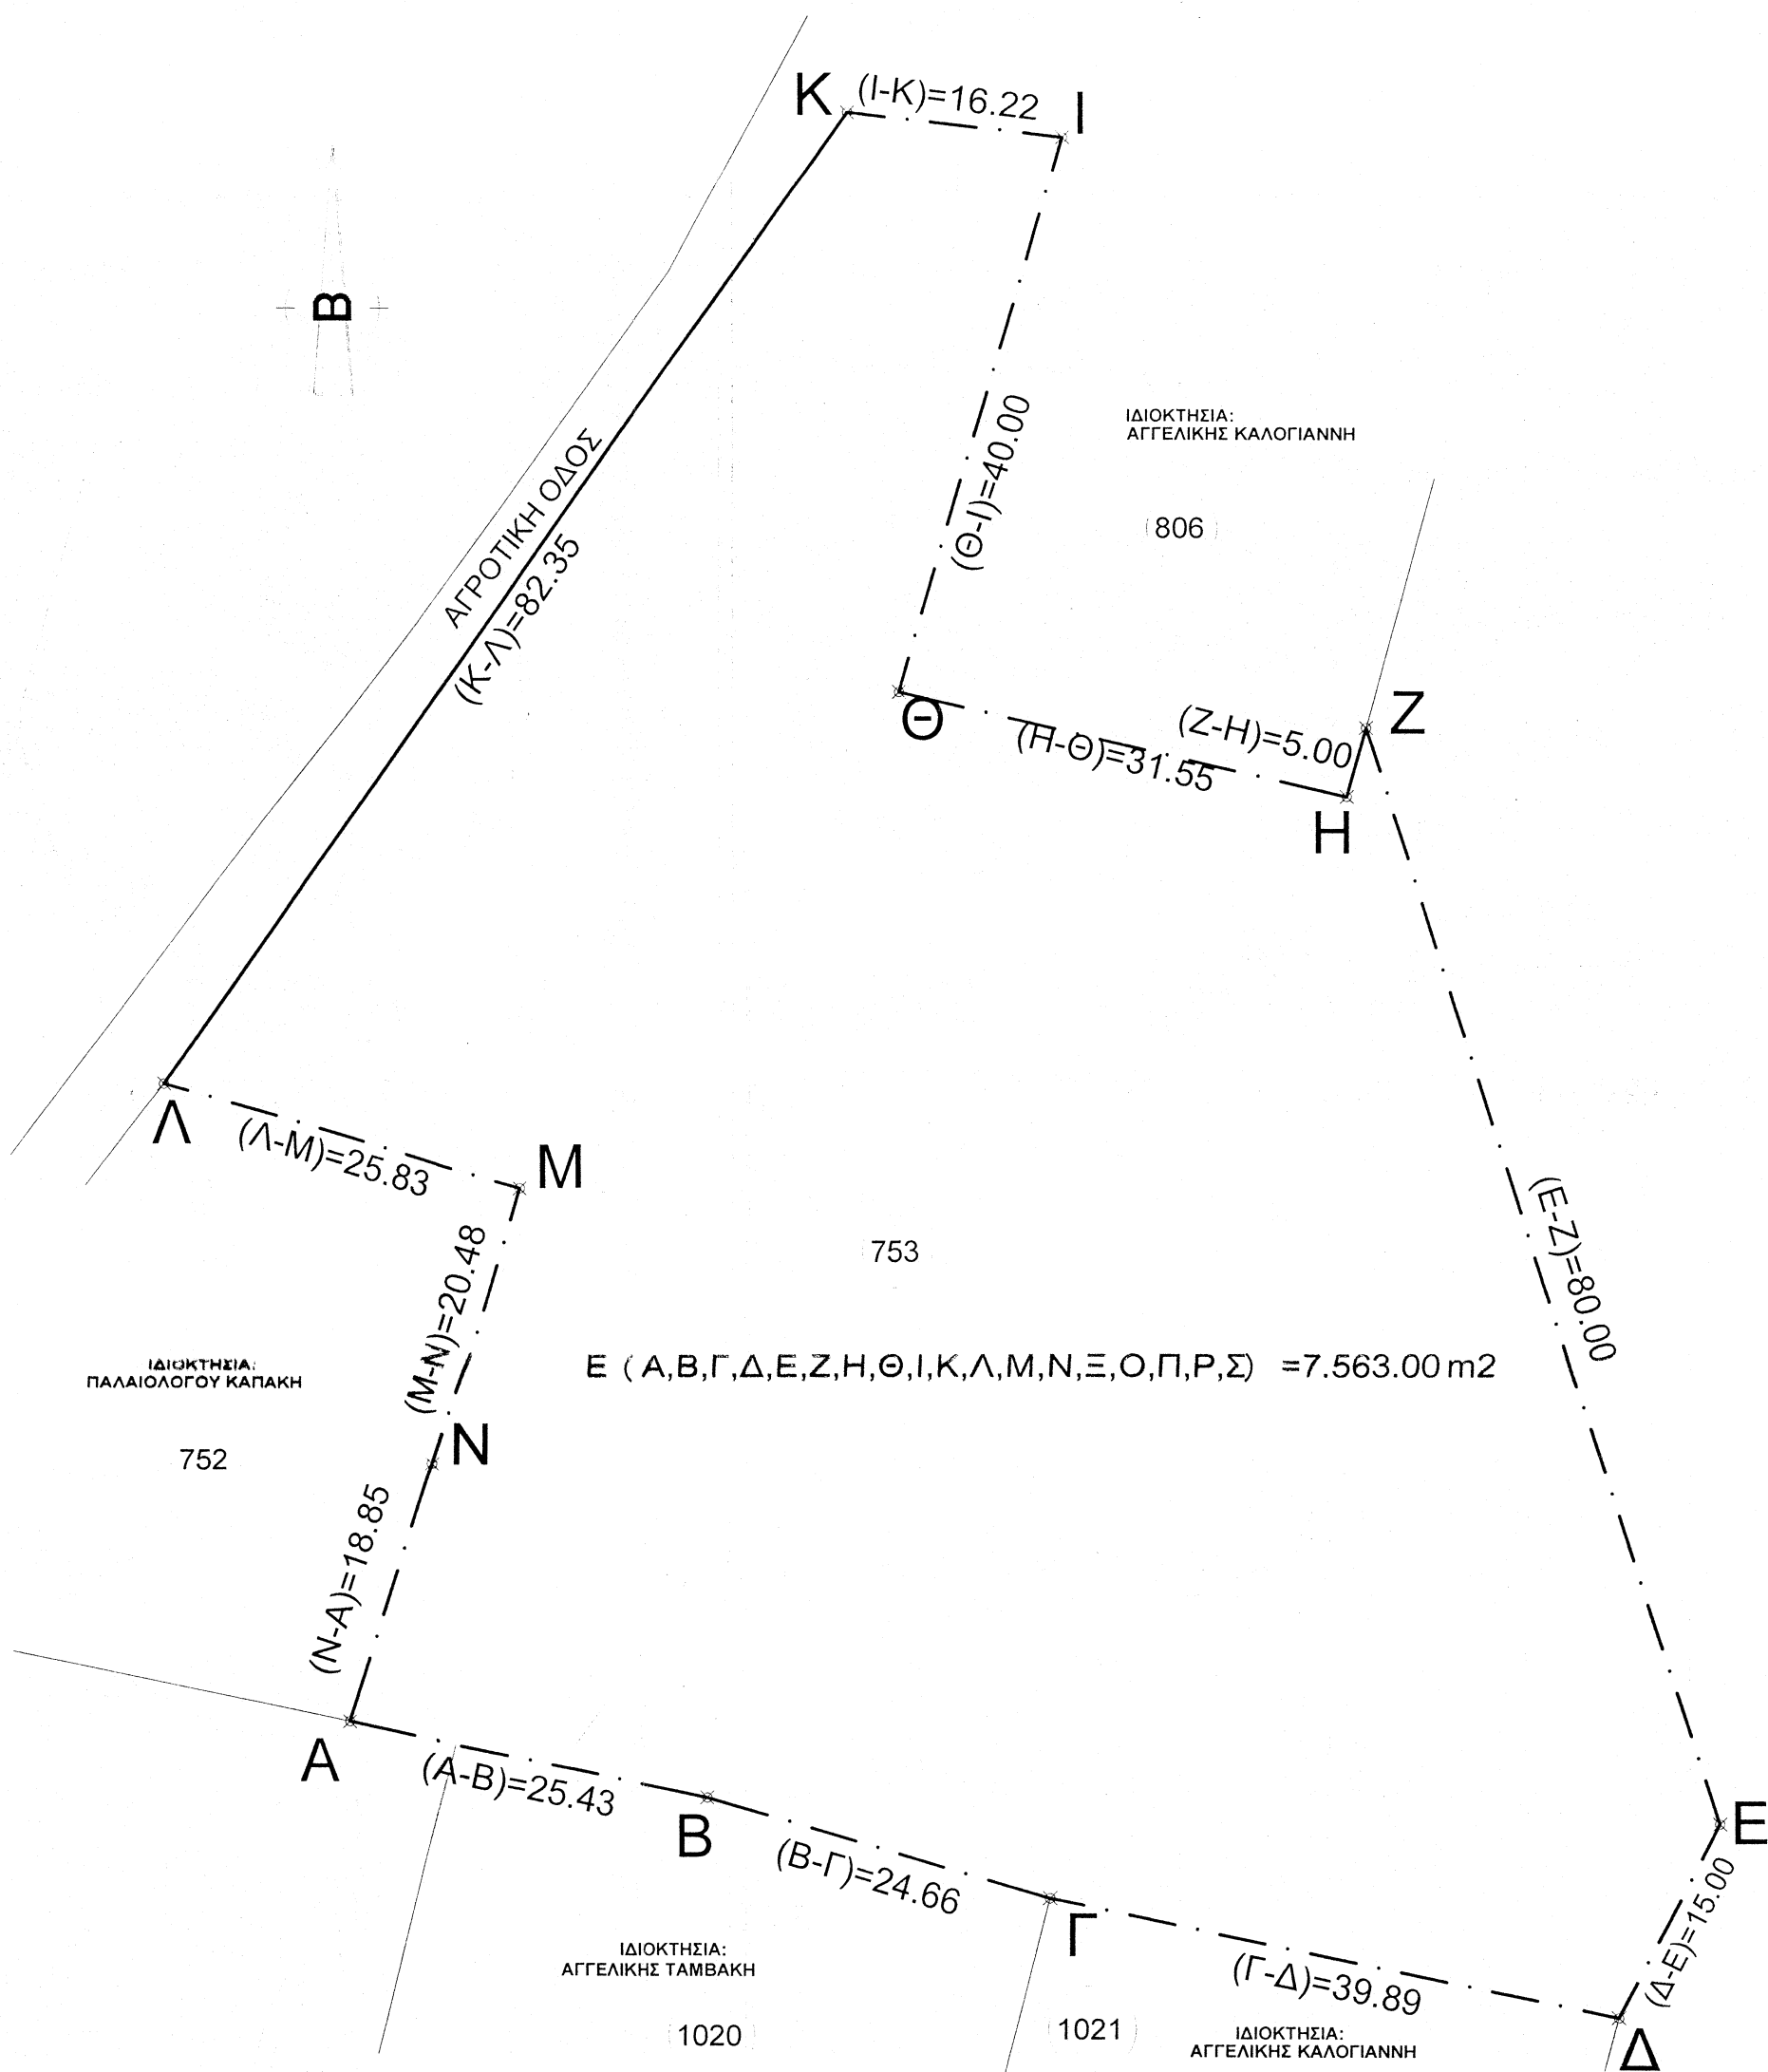 Κ
(Ι-Κ)=16.22
Ι
Β
ΑΓΡΟΤΙΚΗ ΟΔΟΣ
(Κ-Λ)=82.35
(Θ-Ι)=40.00
ΙΔΙΟΚΤΗΣΙΑ:
ΑΓΓΕΛΙΚΗΣ ΚΑΛΟΓΙΑΝΝΗ
(806)
Θ
(Η-Θ)=31.55
(Ζ-Η)=5.00
Ζ
Η
Λ
(Λ-Μ)=25.83
Μ
(Μ-Ν)=20.48
753
(Ε-Ζ)=80.00
ΙΔΙΟΚΤΗΣΙΑ:
ΠΑΛΑΙΟΛΟΓΟΥ ΚΑΠΑΚΗ
752
Ε (Α,Β,Γ,Δ,Ε,Ζ,Η,Θ,Ι,Κ,Λ,Μ,Ν,Ξ,Ο,Π,Ρ,Σ) =7.563.00 m2
Ν
(Ν-Α)=18.85
Α
(Α-Β)=25.43
Β
(Β-Γ)=24.66
Γ
(Γ-Δ)=39.89
Ε
(Δ-Ε)=15.00
Δ
ΙΔΙΟΚΤΗΣΙΑ:
ΑΓΓΕΛΙΚΗΣ ΤΑΜΒΑΚΗ
(1020)
(1021)
ΙΔΙΟΚΤΗΣΙΑ:
ΑΓΓΕΛΙΚΗΣ ΚΑΛΟΓΙΑΝΝΗ